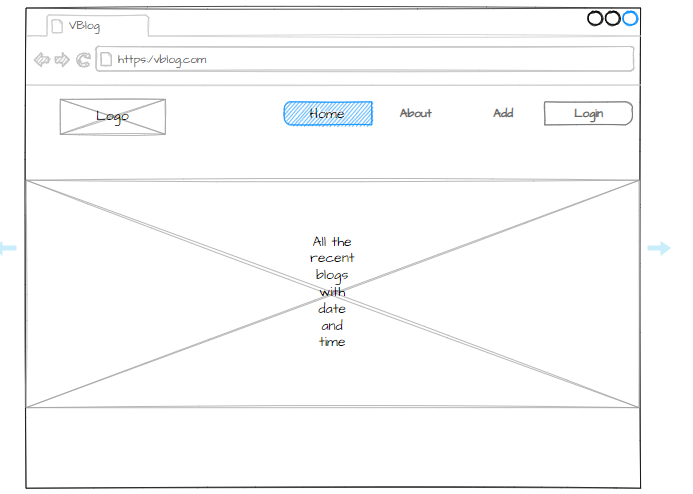 VBlog
https:/vblog.com
Logo
Home
About
Add
Login
All the
recent
blogs
with
date
and
time